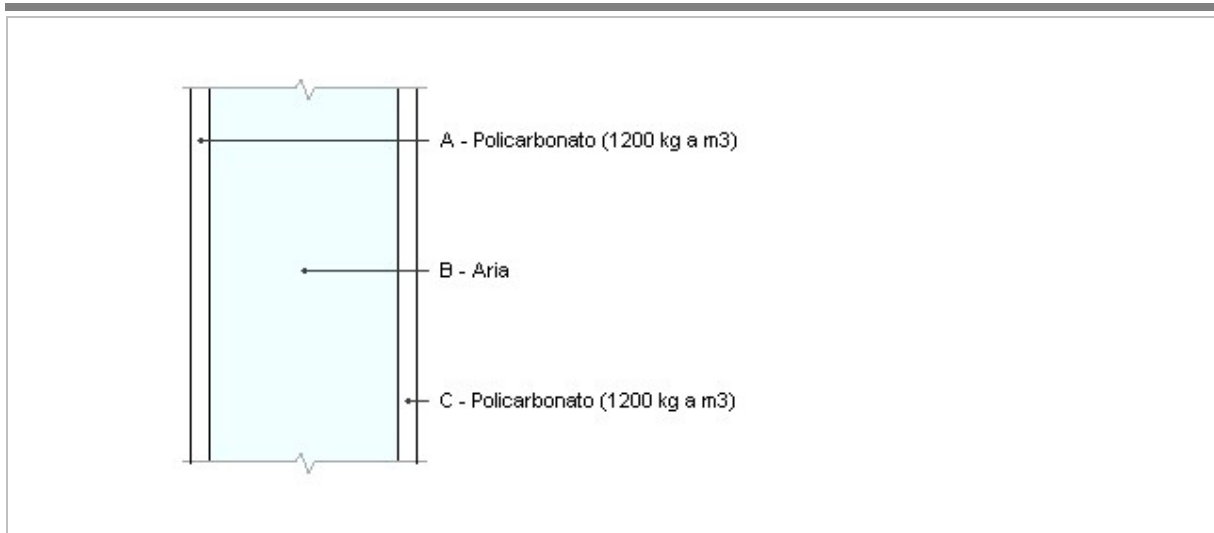 A - Policarbonato (1200 kg a m3)
B - Aria
C - Policarbonato (1200 kg a m3)